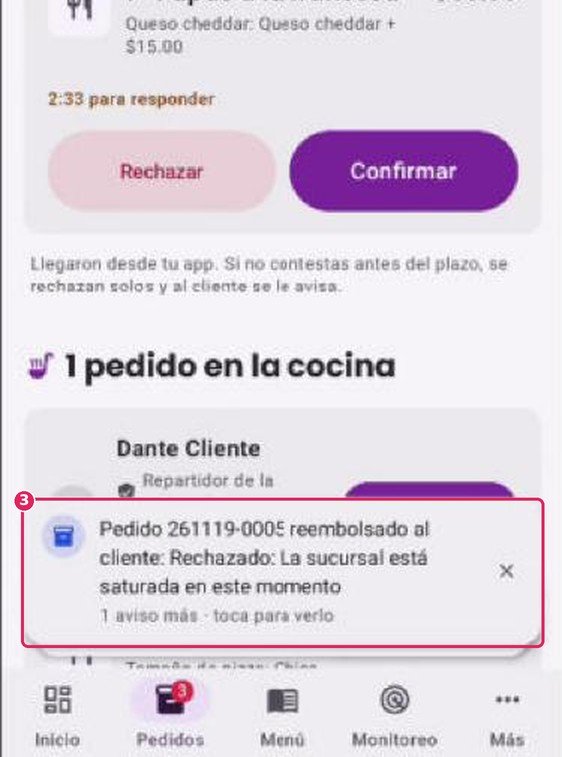 Queso cheddar: Queso cheddar +
$15.00
2:33 para responder
Rechazar
Confirmar
Llegaron desde tu app. Si no contestas antes del plazo, se
rechazan solos y al cliente se le avisa.
1 pedido en la cocina
Dante Cliente
Repartidor de la
3
Pedido 261119-0005 reembolsado al
cliente: Rechazado: La sucursal está
saturada en este momento
1 aviso más · toca para verlo
3
Inicio
Pedidos
Menú
Monitoreo
Más